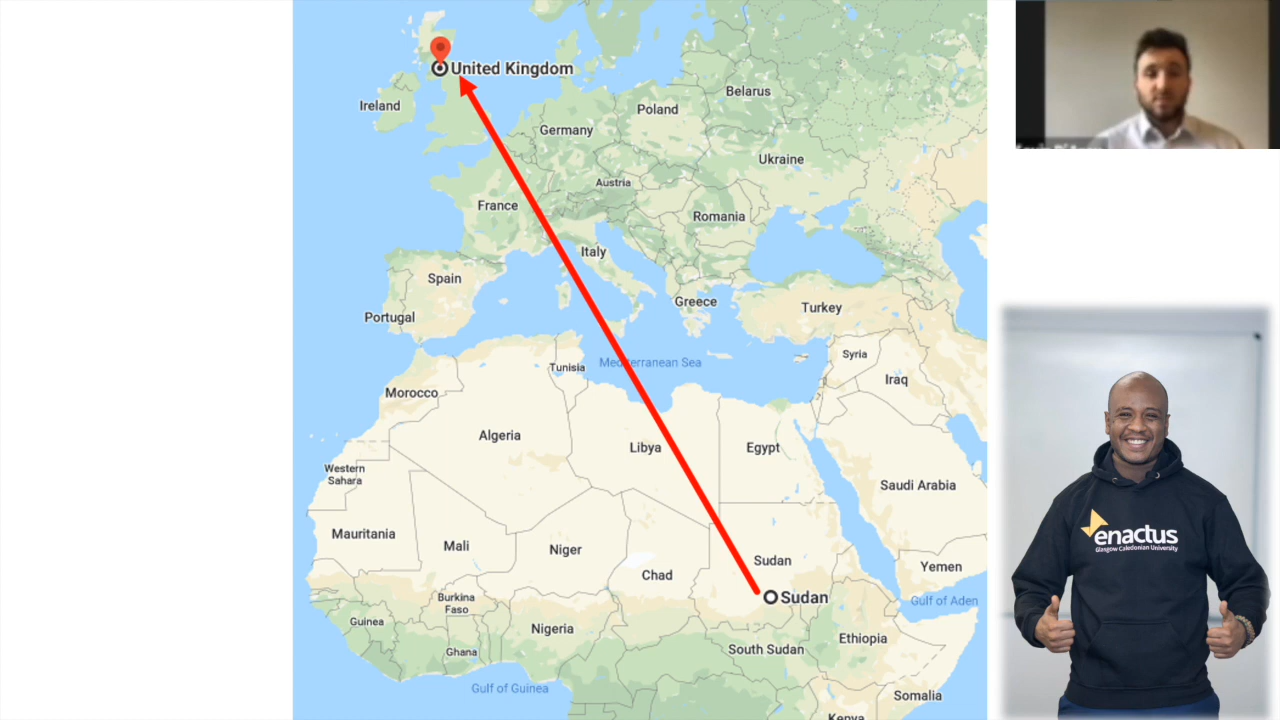 United Kingdom
Ireland
Belarus
Poland
Germany
Ukraine
Austria
France
Romania
Italy
Spain
Greece
Portugal
Turkey
Syria
Mediterranean Sea
Tunisia
Iraq
Morocco
Algeria
Libya
Egypt
Western
Sahara
Saudi Arabia
Mauritania
Mali
Niger
Chad
Sudan
Yemen
Burkina
Faso
Sudan
Gulf of Aden
Guinea
Nigeria
Ethiopia
Ghana
South Sudan
Gulf of Guinea
Somalia
Kenya
enactus
Glasgow Caledonian University